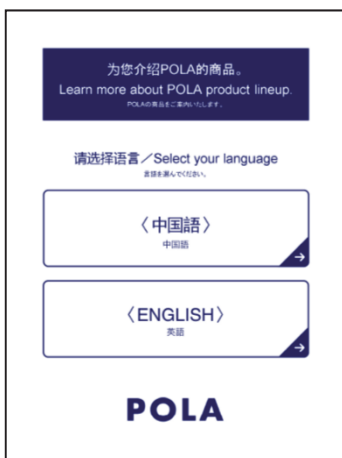 为您介绍POLA的商品。
Learn more about POLA product lineup.
POLAの商品をご案内いたします。
请选择语言／Select your language
言語を選んでください。
〈中国語〉
中国語
〈ENGLISH〉
英語
POLA